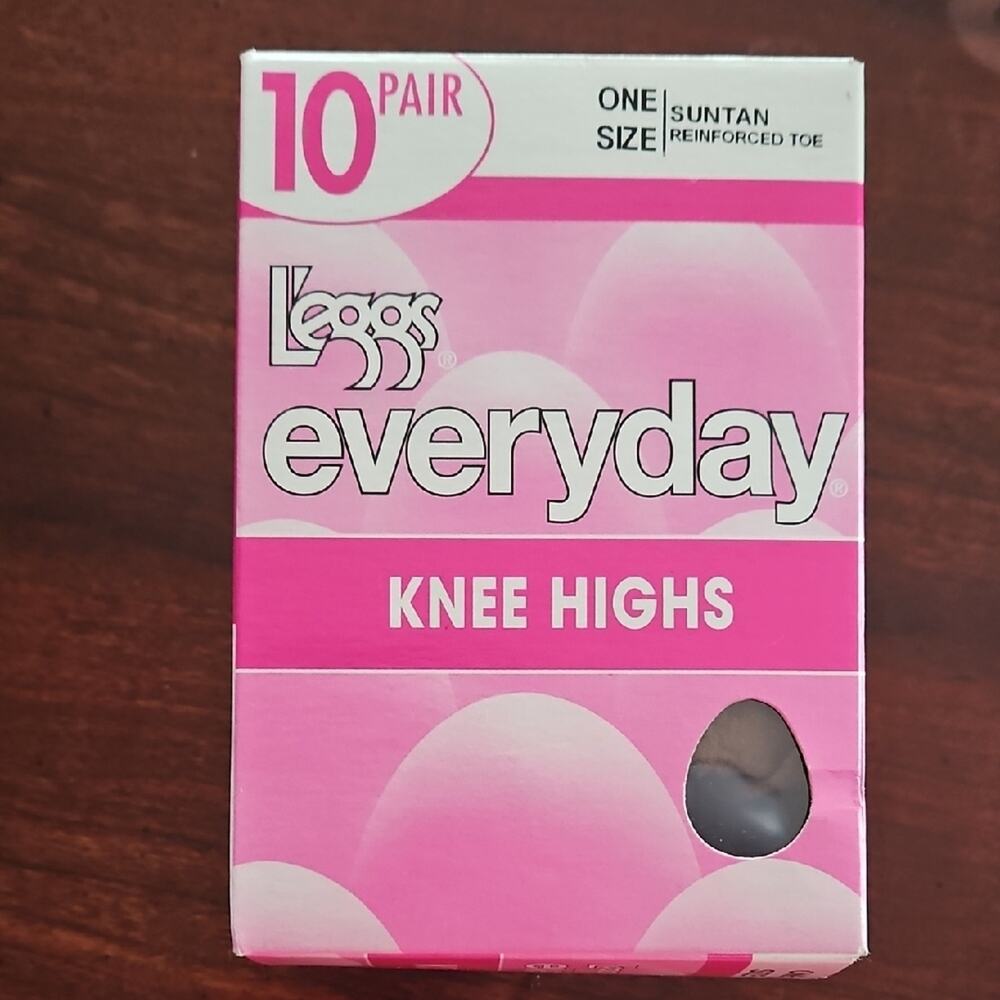 10 PAIR
ONE SIZE
SUNTAN
REINFORCED TOE
L'eggs®
everyday®
KNEE HIGHS